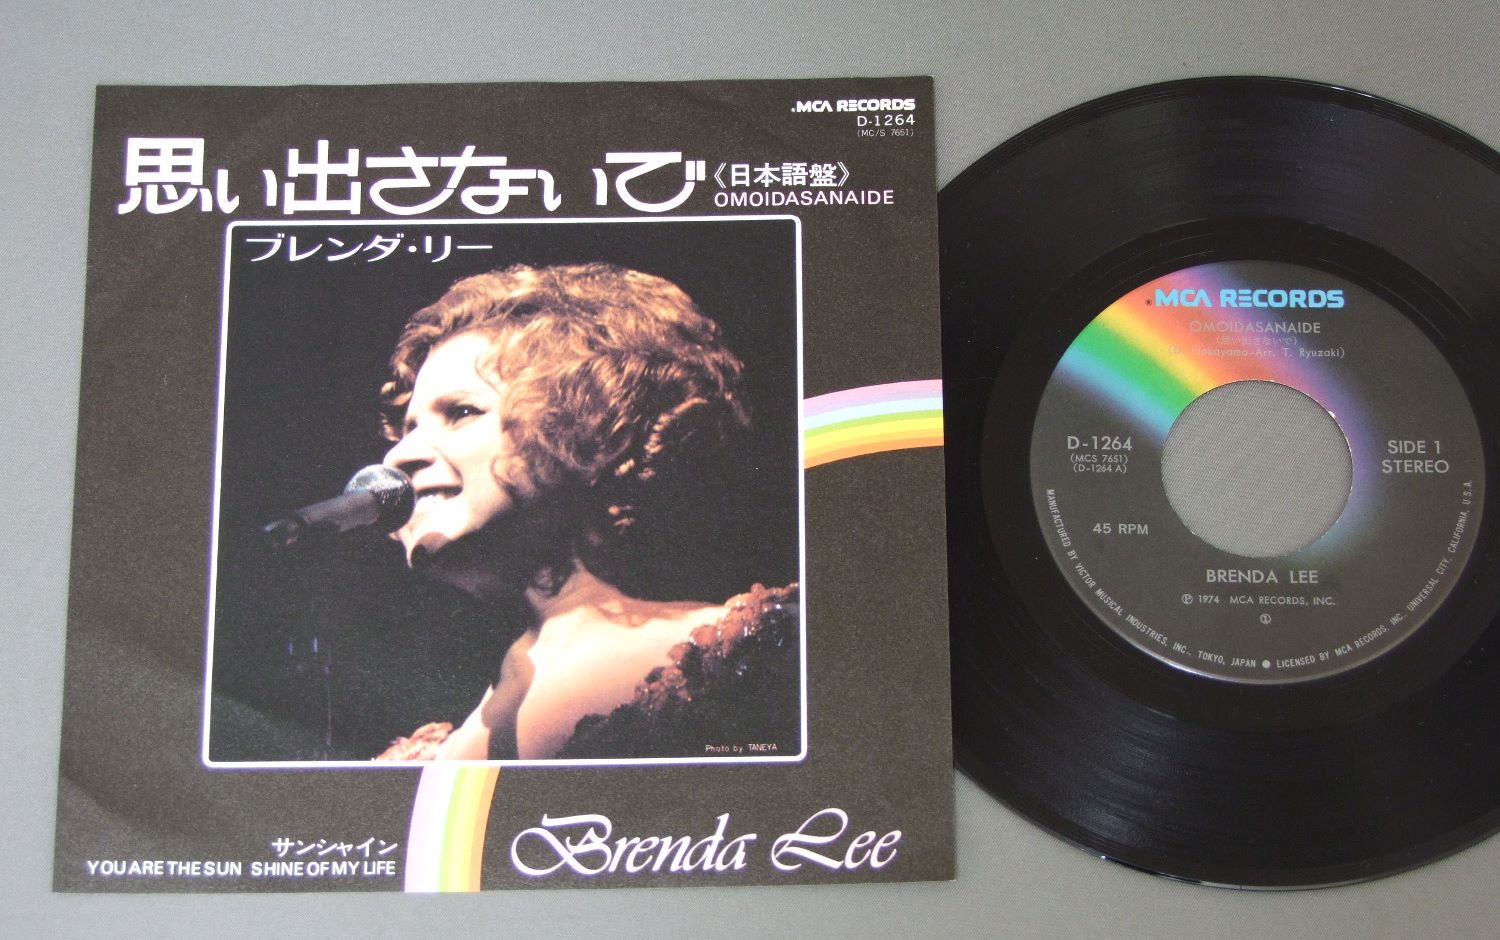 MCA RECORDS
D-1264
(MC/S 7651)
思い出さないで
《日本語盤》
OMOIDASANAIDE
ブレンダ・リー
Photo by TANEYA
サンシャイン
YOU ARE THE SUN SHINE OF MY LIFE
Brenda Lee
®MCA RECORDS
OMOIDASANAIDE
(思い出さないで)
Nakayama-Arr. T. Ryuzaki)
D-1264
(MCS 7651)
(D-1264 A)
SIDE 1
STEREO
45 RPM
BRENDA LEE
Ⓟ 1974 MCA RECORDS, INC.
①
MANUFACTURED BY VICTOR MUSICAL INDUSTRIES, INC., TOKYO, JAPAN ● LICENSED BY MCA RECORDS, INC. UNIVERSAL CITY, CALIFORNIA, U.S.A.